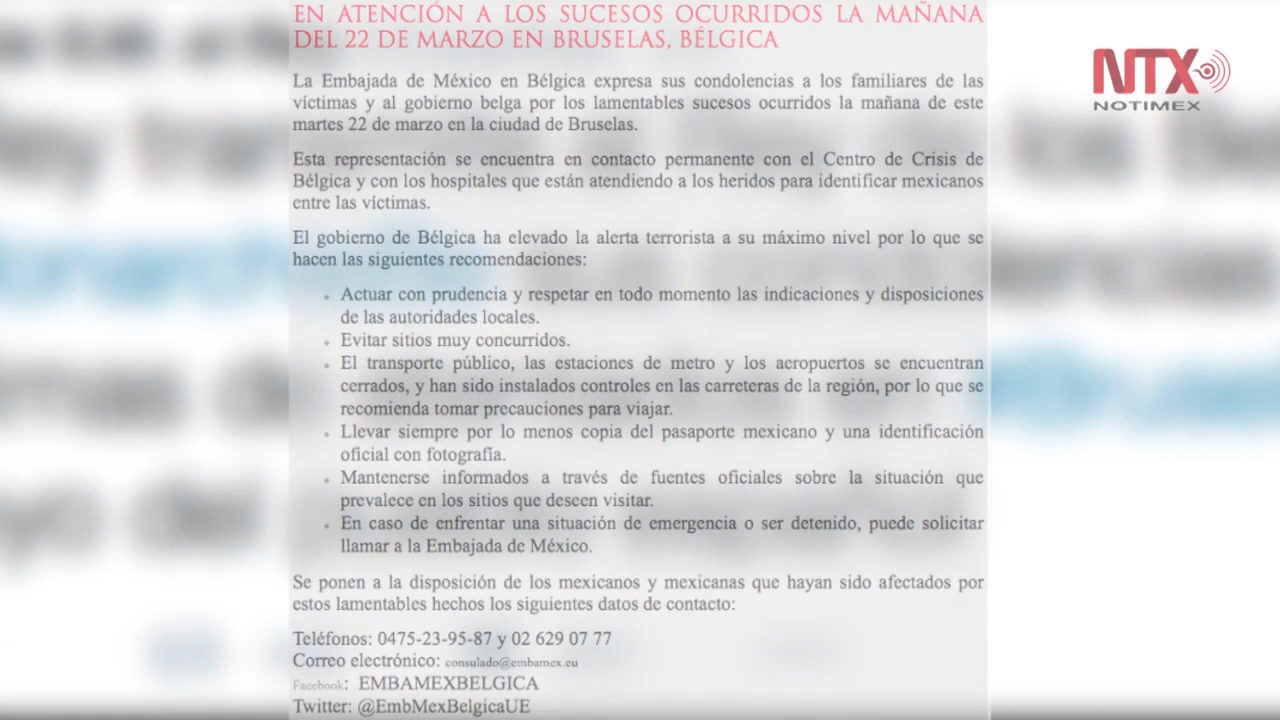 EN ATENCIÓN A LOS SUCESOS OCURRIDOS LA MAÑANA
DEL 22 DE MARZO EN BRUSELAS, BÉLGICA
NTX
NOTIMEX
La Embajada de México en Bélgica expresa sus condolencias a los familiares de las
víctimas y al gobierno belga por los lamentables sucesos ocurridos la mañana de este
martes 22 de marzo en la ciudad de Bruselas.
Esta representación se encuentra en contacto permanente con el Centro de Crisis de
Bélgica y con los hospitales que están atendiendo a los heridos para identificar mexicanos
entre las víctimas.
El gobierno de Bélgica ha elevado la alerta terrorista a su máximo nivel por lo que se
hacen las siguientes recomendaciones:
• Actuar con prudencia y respetar en todo momento las indicaciones y disposiciones
de las autoridades locales.
• Evitar sitios muy concurridos.
• El transporte público, las estaciones de metro y los aeropuertos se encuentran
cerrados, y han sido instalados controles en las carreteras de la región, por lo que se
recomienda tomar precauciones para viajar.
• Llevar siempre por lo menos copia del pasaporte mexicano y una identificación
oficial con fotografía.
• Mantenerse informados a través de fuentes oficiales sobre la situación que
prevalece en los sitios que deseen visitar.
• En caso de enfrentar una situación de emergencia o ser detenido, puede solicitar
llamar a la Embajada de México.
Se ponen a la disposición de los mexicanos y mexicanas que hayan sido afectados por
estos lamentables hechos los siguientes datos de contacto:
Teléfonos: 0475-23-95-87 y 02 629 07 77
Correo electrónico: consulado@embamex.eu
Facebook: EMBAMEXBELGICA
Twitter: @EmbMexBelgicaUE